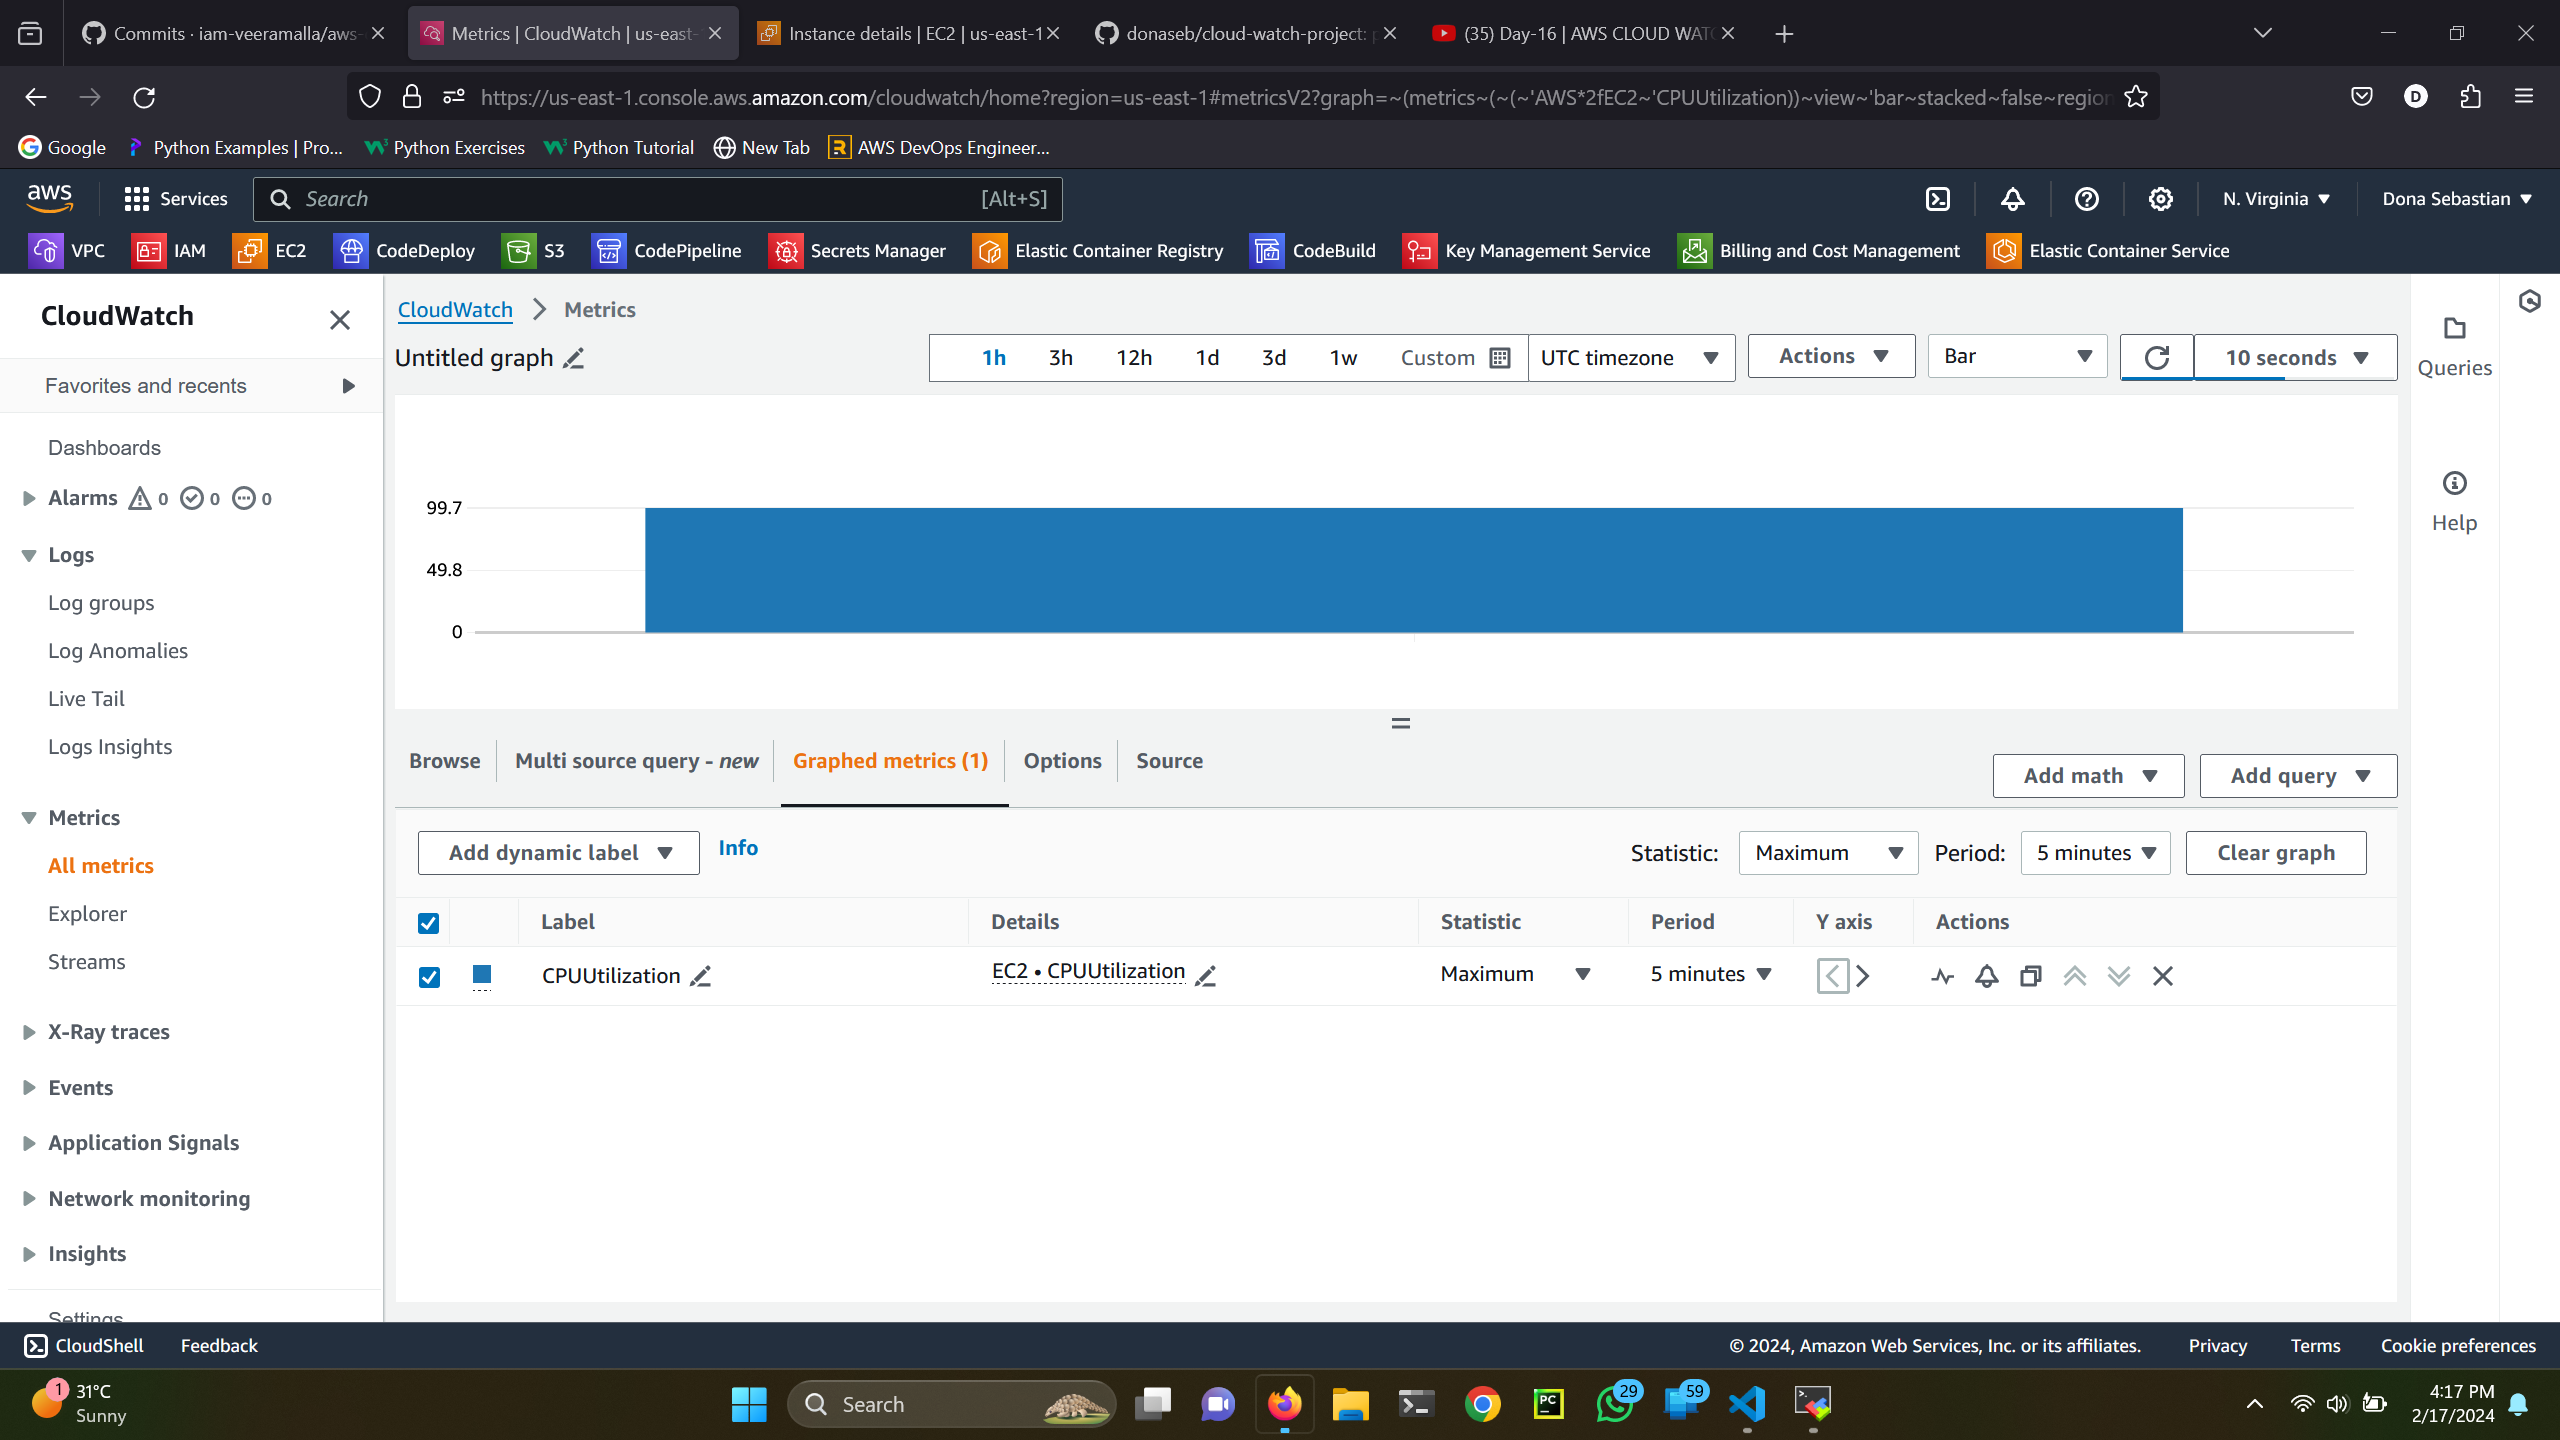 Commits · iam-veeramalla/aws-
Metrics | CloudWatch | us-east-
Instance details | EC2 | us-east-1
donaseb/cloud-watch-project: p
(35) Day-16 | AWS CLOUD WATC
https://us-east-1.console.aws.amazon.com/cloudwatch/home?region=us-east-1#metricsV2?graph=~(metrics~(~(~'AWS*2fEC2~'CPUUtilization))~view~'bar~stacked~false~region
D
Google
Python Examples | Pro...
Python Exercises
Python Tutorial
New Tab
AWS DevOps Engineer...
aws
Services
Search
[Alt+S]
N. Virginia
Dona Sebastian
VPC
IAM
EC2
CodeDeploy
S3
CodePipeline
Secrets Manager
Elastic Container Registry
CodeBuild
Key Management Service
Billing and Cost Management
Elastic Container Service
CloudWatch
Favorites and recents
Dashboards
Alarms 0 0 0
Logs
Log groups
Log Anomalies
Live Tail
Logs Insights
Metrics
All metrics
Explorer
Streams
X-Ray traces
Events
Application Signals
Network monitoring
Insights
Settings
CloudWatch > Metrics
Untitled graph
1h 3h 12h 1d 3d 1w Custom
UTC timezone
Actions
Bar
10 seconds
Queries
Help
99.7
49.8
0
Browse
Multi source query - new
Graphed metrics (1)
Options
Source
Add math
Add query
Add dynamic label
Info
Statistic: Maximum
Period: 5 minutes
Clear graph
Label Details Statistic Period Y axis Actions
CPUUtilization EC2 • CPUUtilization Maximum 5 minutes
CloudShell
Feedback
© 2024, Amazon Web Services, Inc. or its affiliates.
Privacy
Terms
Cookie preferences
1
31°C
Sunny
Search
PC
29
59
4:17 PM
2/17/2024